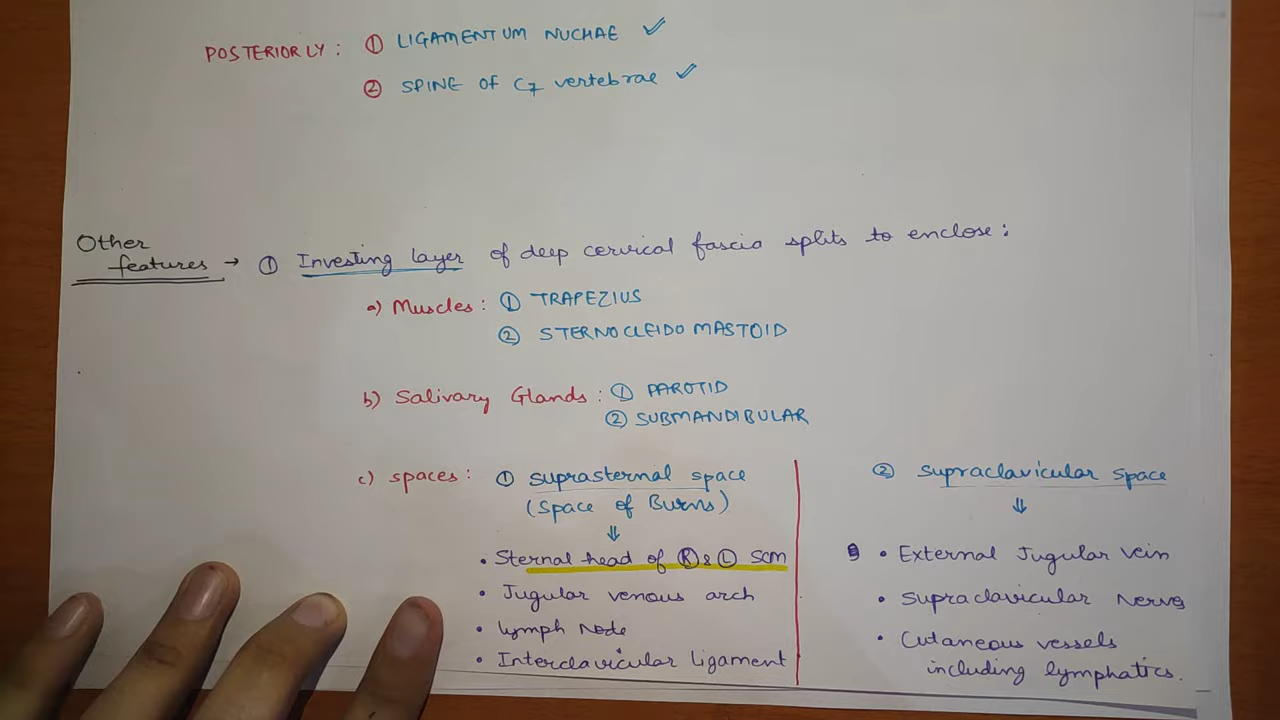 POSTERIORLY : ① LIGAMENTUM NUCHAE ✓
② SPINE OF C7 vertebrae ✓
Other features → ① Investing layer of deep cervical fascia splits to enclose :
a) Muscles : ① TRAPEZIUS
② STERNOCLEIDOMASTOID
b) Salivary Glands : ① PAROTID
② SUBMANDIBULAR
c) spaces : ① suprasternal space
(Space of Burns)
⇓
• Sternal head of Ⓡ & Ⓛ SCM
• Jugular venous arch
• Lymph Node
• Interclavicular Ligament
② Supraclavicular space
⇓
• External Jugular vein
• Supraclavicular Nerves
• Cutaneous vessels
including lymphatics.